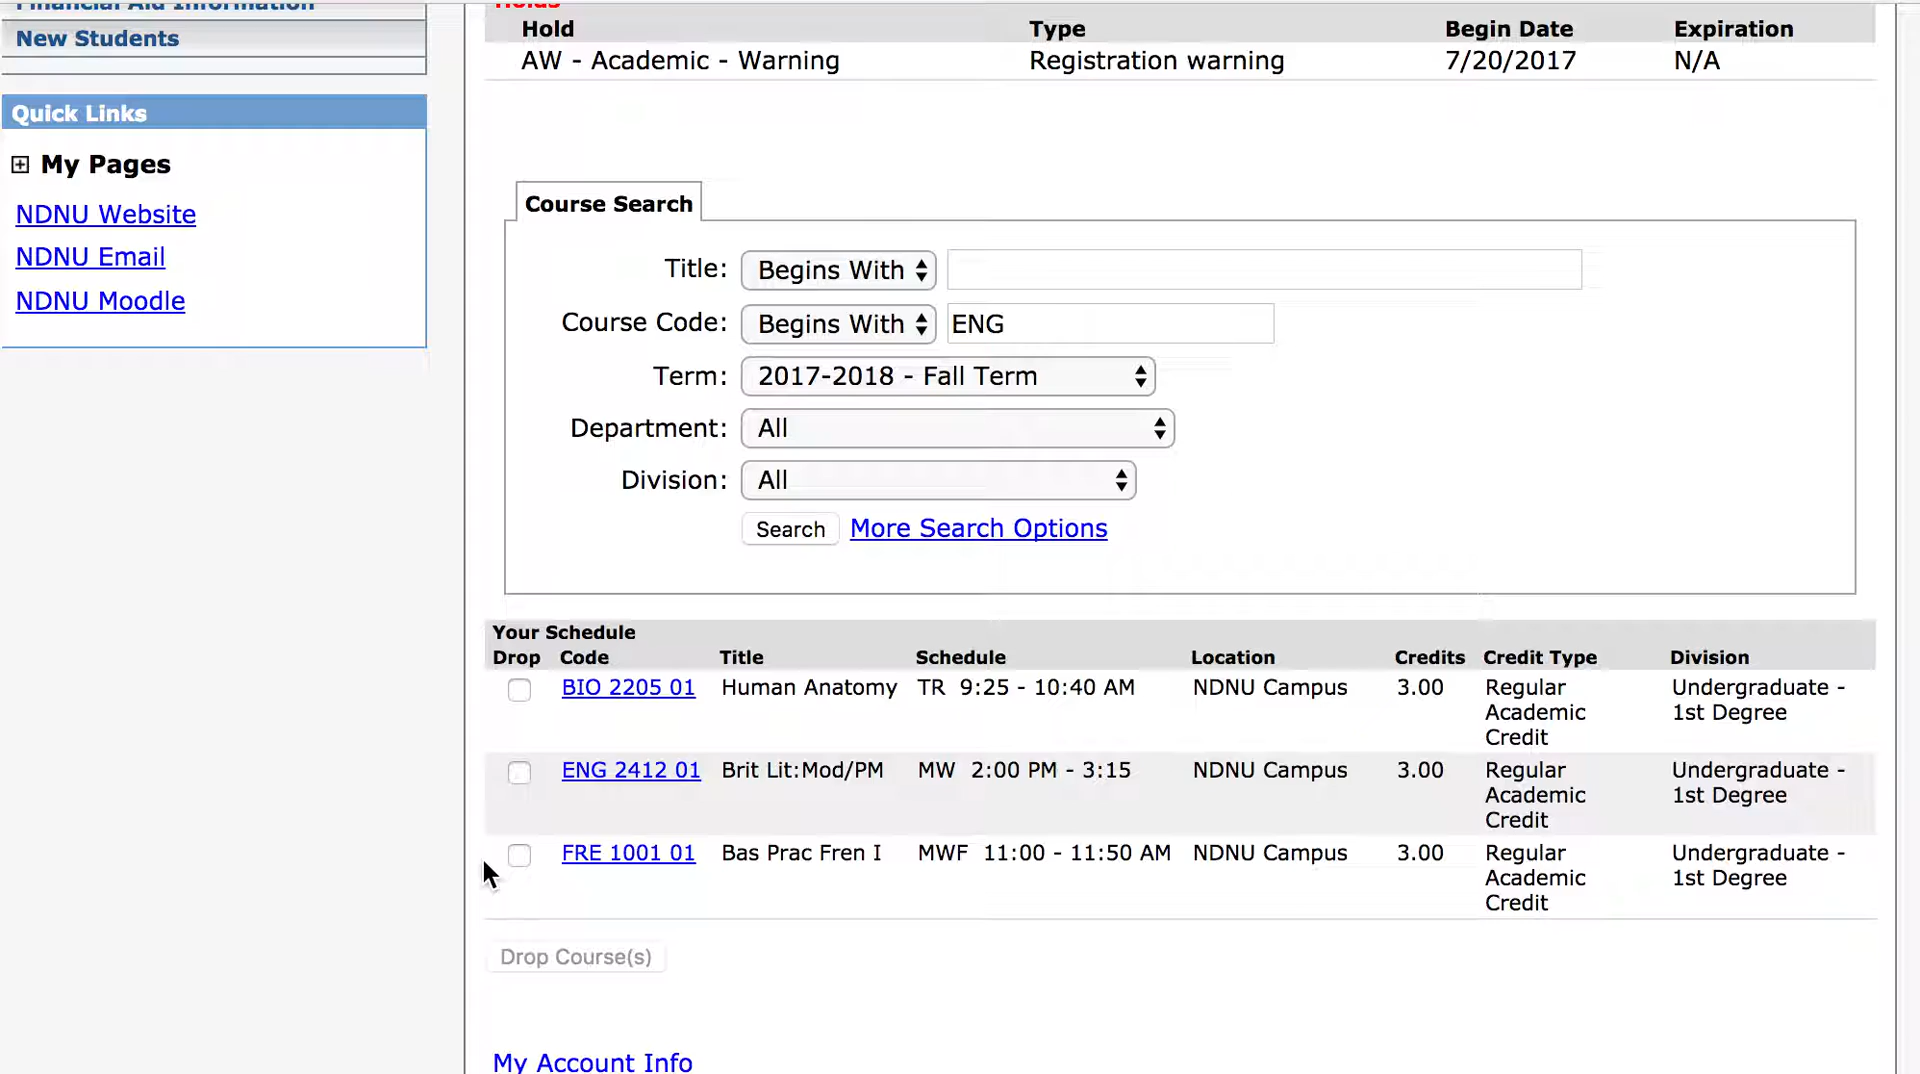 Financial Aid Information
New Students
Quick Links
My Pages
NDNU Website
NDNU Email
NDNU Moodle
Holds
Hold Type Begin Date Expiration
AW - Academic - Warning Registration warning 7/20/2017 N/A
Course Search
Title: Begins With
Course Code: Begins With ENG
Term: 2017-2018 - Fall Term
Department: All
Division: All
Search More Search Options
Your Schedule
Drop Code Title Schedule Location Credits Credit Type Division
BIO 2205 01 Human Anatomy TR 9:25 - 10:40 AM NDNU Campus 3.00 Regular Undergraduate -
Academic 1st Degree
Credit
ENG 2412 01 Brit Lit:Mod/PM MW 2:00 PM - 3:15 NDNU Campus 3.00 Regular Undergraduate -
Academic 1st Degree
Credit
FRE 1001 01 Bas Prac Fren I MWF 11:00 - 11:50 AM NDNU Campus 3.00 Regular Undergraduate -
Academic 1st Degree
Credit
Drop Course(s)
My Account Info